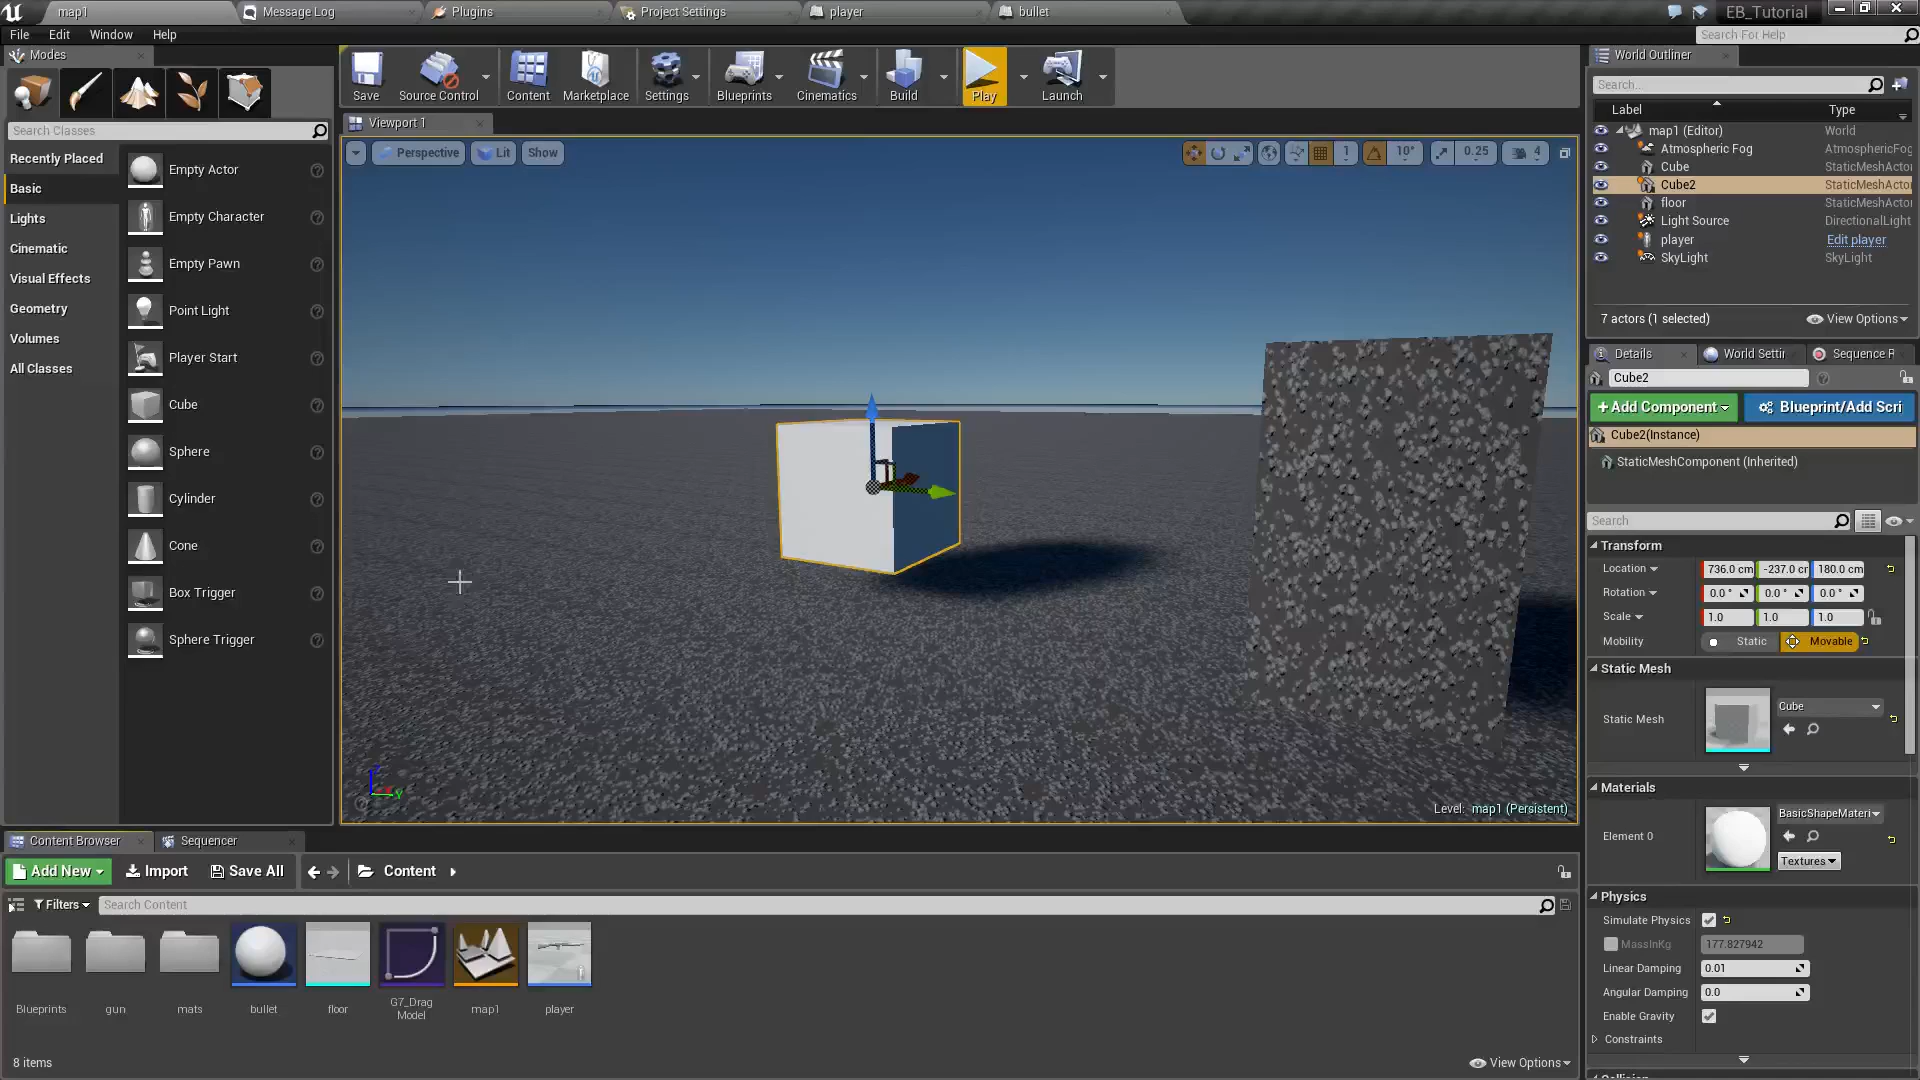 map1
Message Log
Plugins
Project Settings
player
bullet
EB_Tutorial
File Edit Window Help
Search For Help
Modes
Save
Source Control
Content
Marketplace
Settings
Blueprints
Cinematics
Build
Play
Launch
World Outliner
Search...
Label Type
map1 (Editor) World
Atmospheric Fog AtmosphericFog
Cube StaticMeshActor
Cube2 StaticMeshActor
floor StaticMeshActor
Light Source DirectionalLight
player Edit player
SkyLight SkyLight
7 actors (1 selected) View Options
Search Classes
Recently Placed
Basic
Lights
Cinematic
Visual Effects
Geometry
Volumes
All Classes
Empty Actor
Empty Character
Empty Pawn
Point Light
Player Start
Cube
Sphere
Cylinder
Cone
Box Trigger
Sphere Trigger
Viewport 1
Perspective Lit Show
1 10° 0.25 4
Level: map1 (Persistent)
Details
World Setti
Sequence R
Cube2
+Add Component
Blueprint/Add Scri
Cube2(Instance)
StaticMeshComponent (Inherited)
Search
Transform
Location 736.0 cm -237.0 cr 180.0 cm
Rotation 0.0 ° 0.0 ° 0.0 °
Scale 1.0 1.0 1.0
Mobility Static Movable
Static Mesh
Static Mesh
Cube
Materials
Element 0
BasicShapeMateri
Textures
Physics
Simulate Physics
MassInKg 177.827942
Linear Damping 0.01
Angular Damping 0.0
Enable Gravity
Constraints
Content Browser
Sequencer
Add New Import Save All Content
Filters Search Content
Blueprints
gun
mats
bullet
floor
G7_Drag
Model
map1
player
8 items
View Options